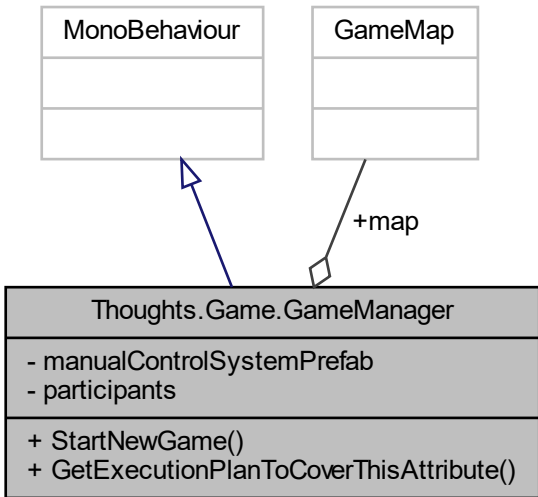 MonoBehaviour
GameMap
+map
Thoughts.Game.GameManager
- manualControlSystemPrefab
- participants
+ StartNewGame()
+ GetExecutionPlanToCoverThisAttribute()